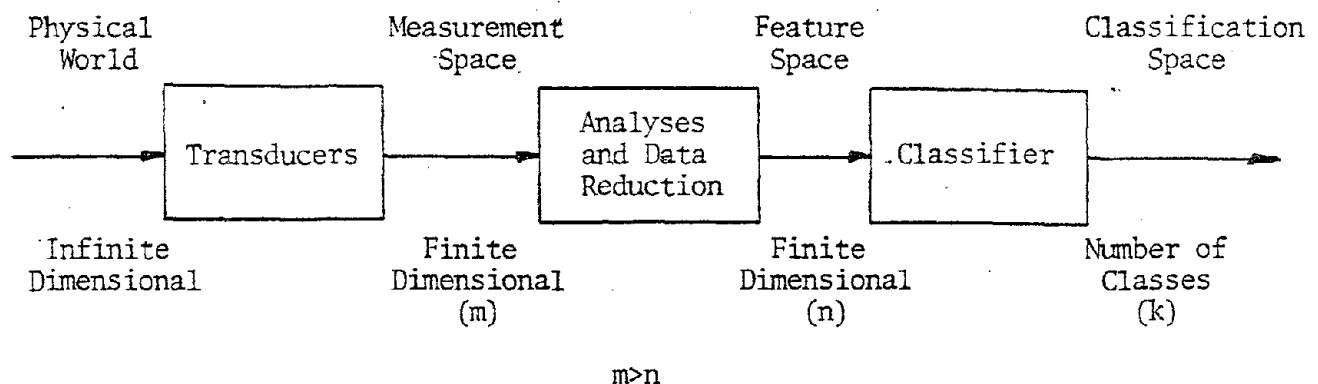 Physical World
Measurement Space
Feature Space
Classification Space
Transducers
Analyses
and Data
Reduction
Classifier
Infinite Dimensional
Finite Dimensional (m)
Finite Dimensional (n)
Number of Classes (k)
m>n